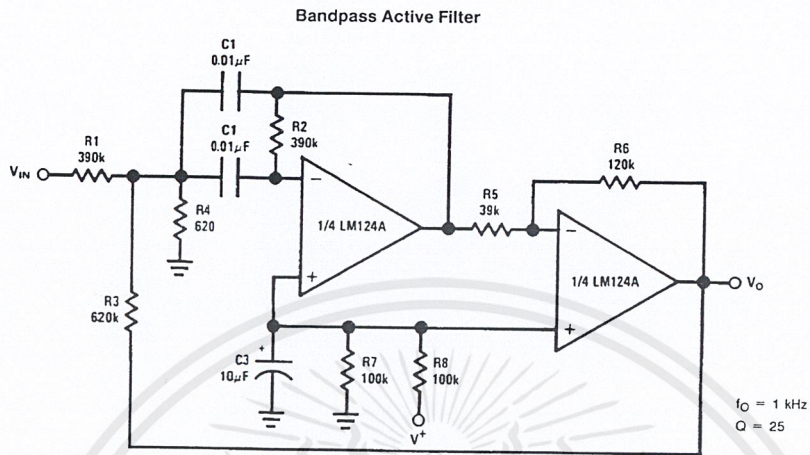 Bandpass Active Filter
C1
0.01µF
R1
390k
C1
0.01µF
R2
390k
R6
120k
VIN
R4
620
1/4 LM124A
R5
39k
1/4 LM124A
VO
R3
620k
C3
10µF
R7
100k
R8
100k
V+
fO = 1 kHz
Q = 25
−
+
−
+
+